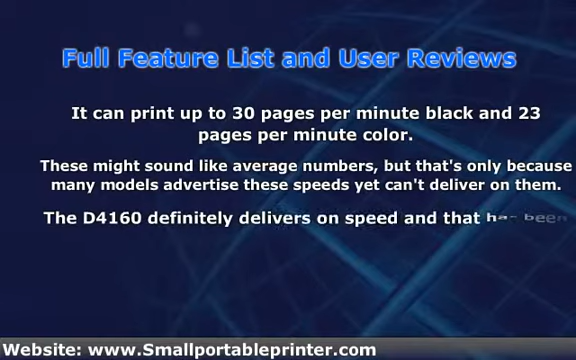 Full Feature List and User Reviews
It can print up to 30 pages per minute black and 23
pages per minute color.
These might sound like average numbers, but that's only because
many models advertise these speeds yet can't deliver on them.
The D4160 definitely delivers on speed and that has been
Website: www.Smallportableprinter.com